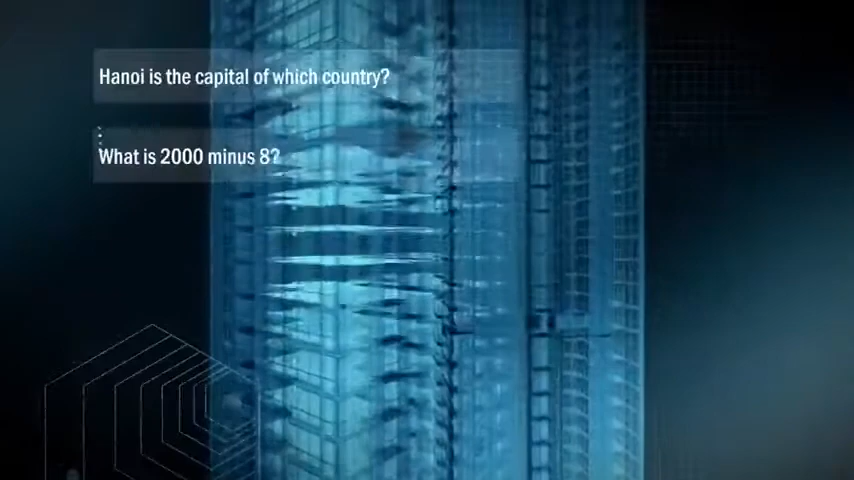 Hanoi is the capital of which country?
What is 2000 minus 8?